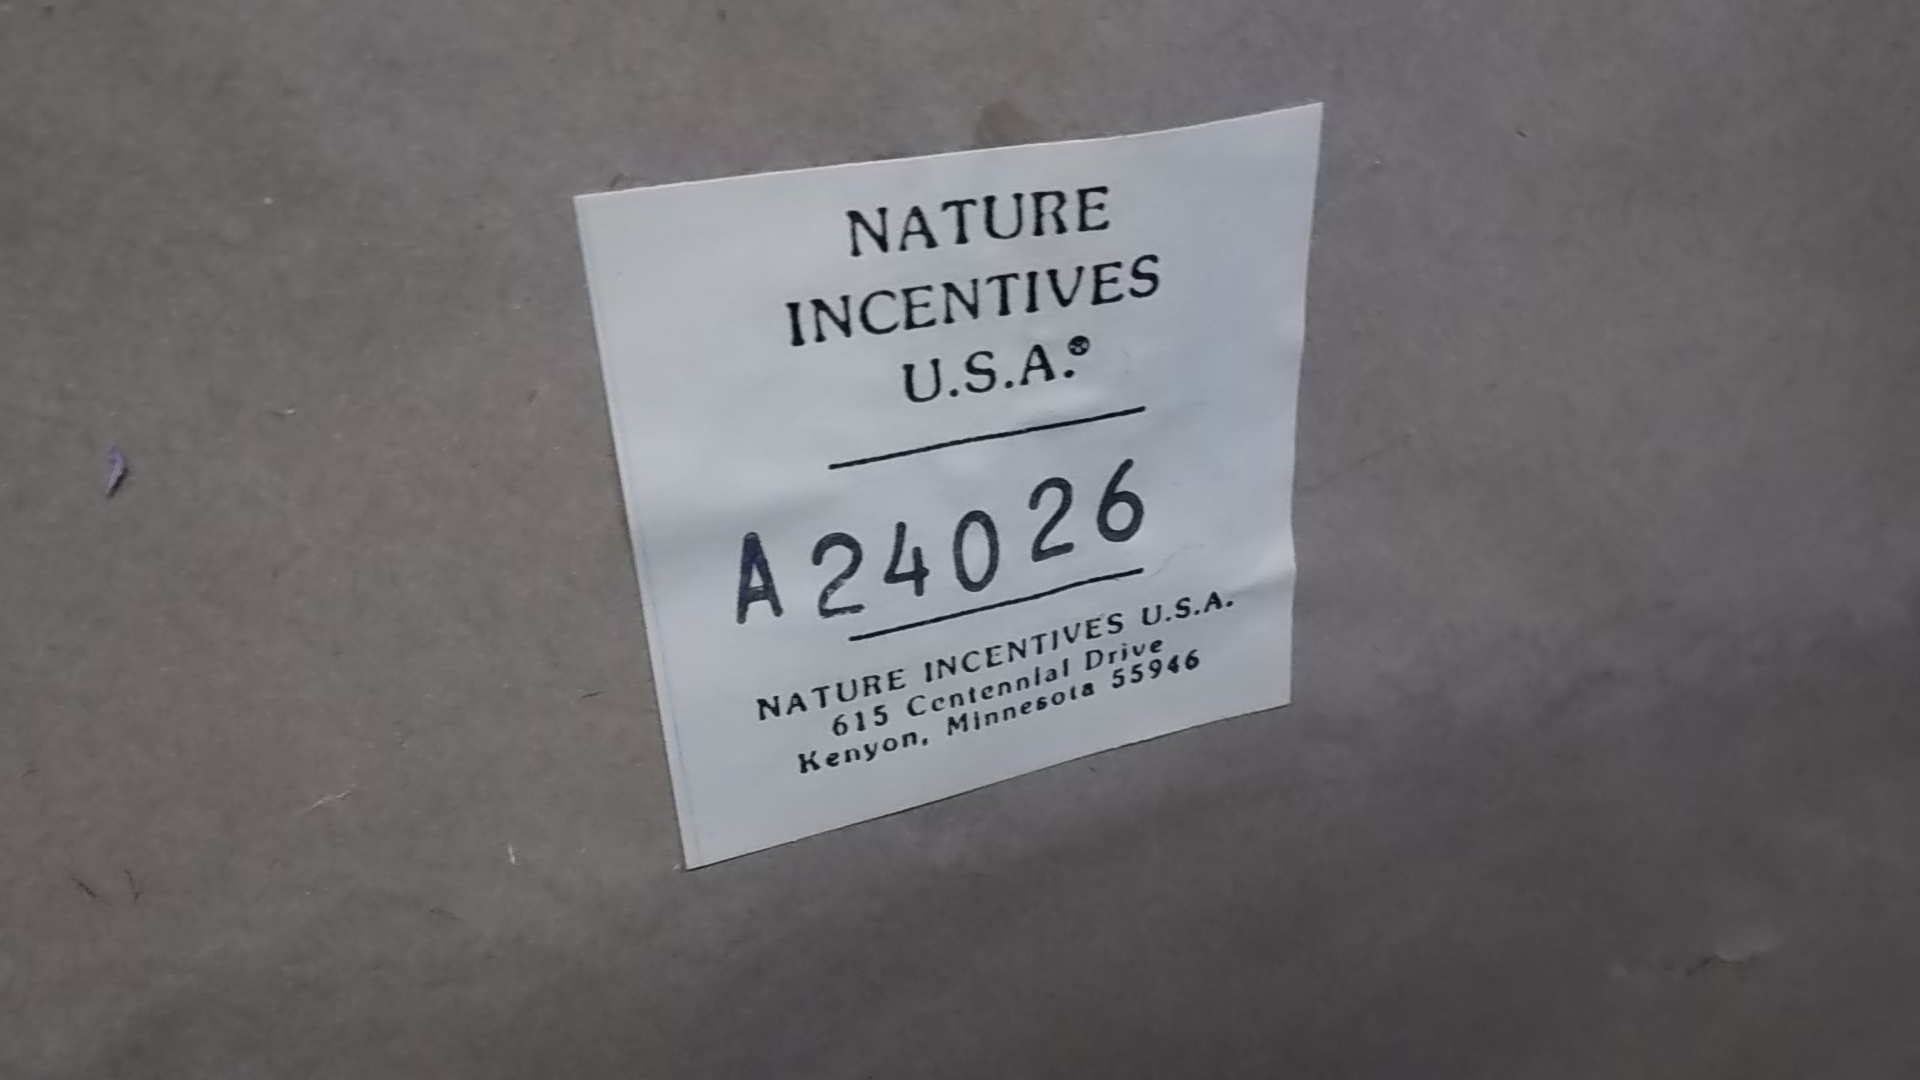 NATURE
INCENTIVES
U.S.A.®
A24026
NATURE INCENTIVES U.S.A.
615 Centennial Drive
Kenyon, Minnesota 55946